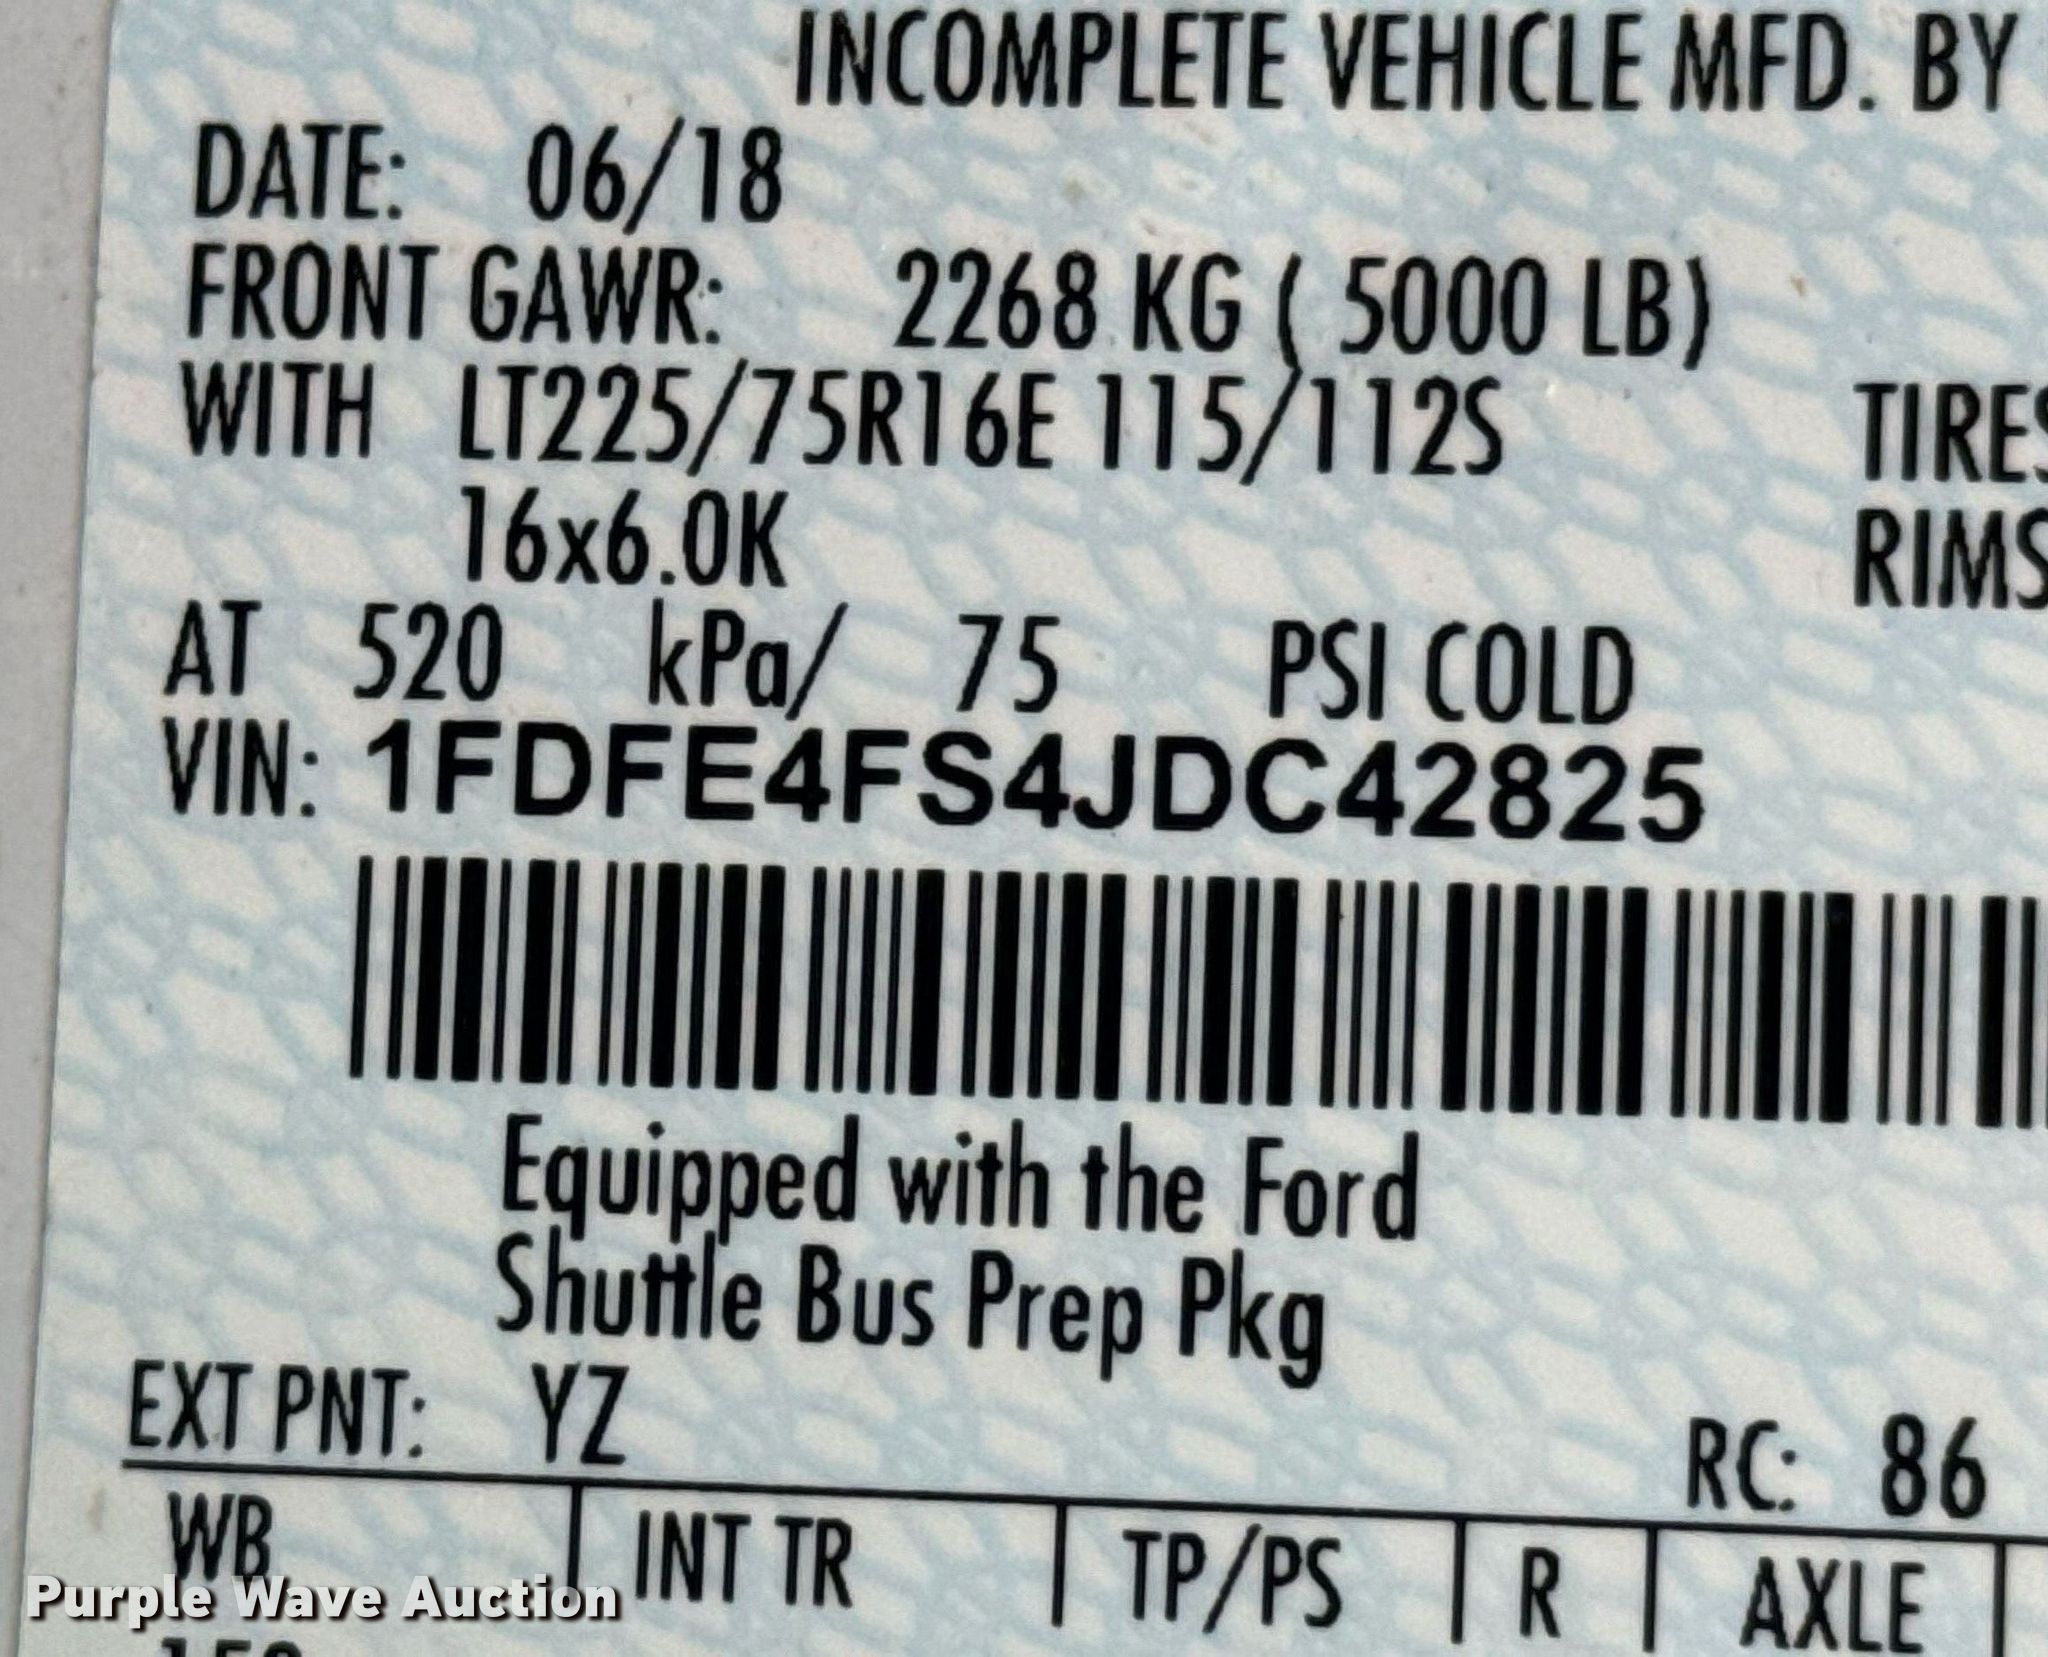 INCOMPLETE VEHICLE MFD. BY
DATE: 06/18
FRONT GAWR: 2268 KG ( 5000 LB)
WITH LT225/75R16E 115/112S TIRES
16x6.0K RIMS
AT 520 kPa/ 75 PSI COLD
VIN: 1FDFE4FS4JDC42825
Equipped with the Ford
Shuttle Bus Prep Pkg
EXT PNT: YZ RC: 86
WB INT TR TP/PS R AXLE
Purple Wave Auction